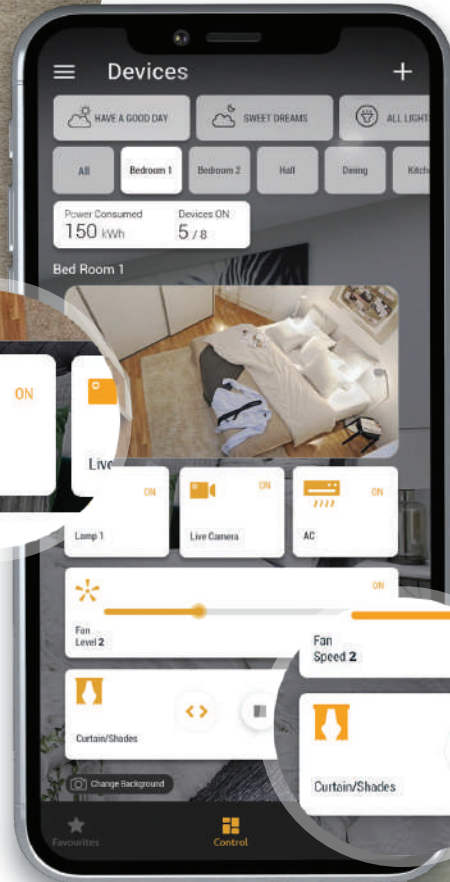 Devices
+
HAVE A GOOD DAY
SWEET DREAMS
ALL LIGHT
All
Bedroom 1
Bedroom 2
Hall
Dining
Kitch
Power Consumed
150 kWh
Devices ON
5 / 8
Bed Room 1
ON
Live
ON
Lamp 1
ON
Live Camera
ON
AC
ON
Fan
Level 2
Fan
Speed 2
Curtain/Shades
Curtain/Shades
Change Background
Favourites
Control